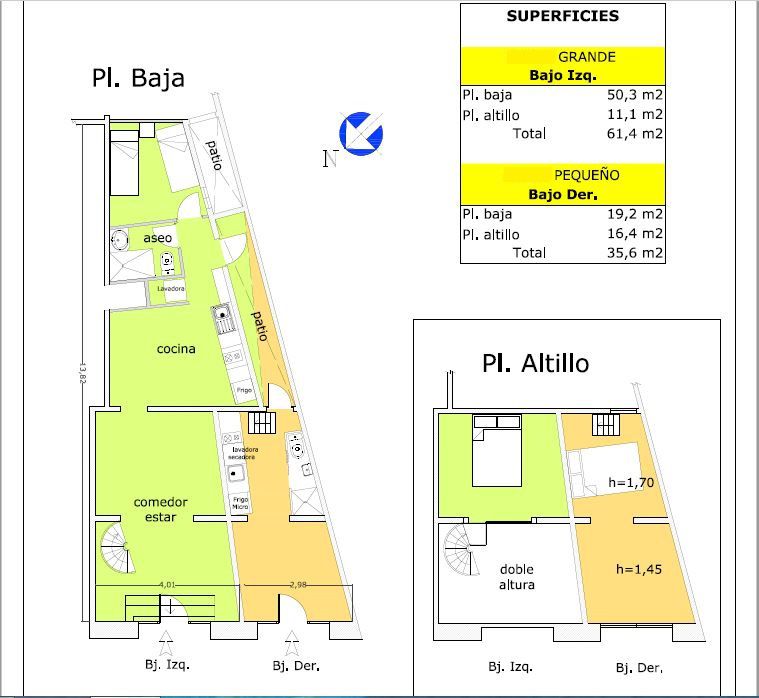 SUPERFICIES
GRANDE
Bajo Izq.
Pl. baja 50,3 m2
Pl. altillo 11,1 m2
Total 61,4 m2
PEQUEÑO
Bajo Der.
Pl. baja 19,2 m2
Pl. altillo 16,4 m2
Total 35,6 m2
Pl. Baja
N
patio
aseo
Lavadora
patio
cocina
13,82
Frigo
lavadora
secadora
Frigo
Micro
comedor
estar
4,01
2,98
Bj. Izq.
Bj. Der.
Pl. Altillo
h=1,70
doble
altura
h=1,45
Bj. Izq.
Bj. Der.